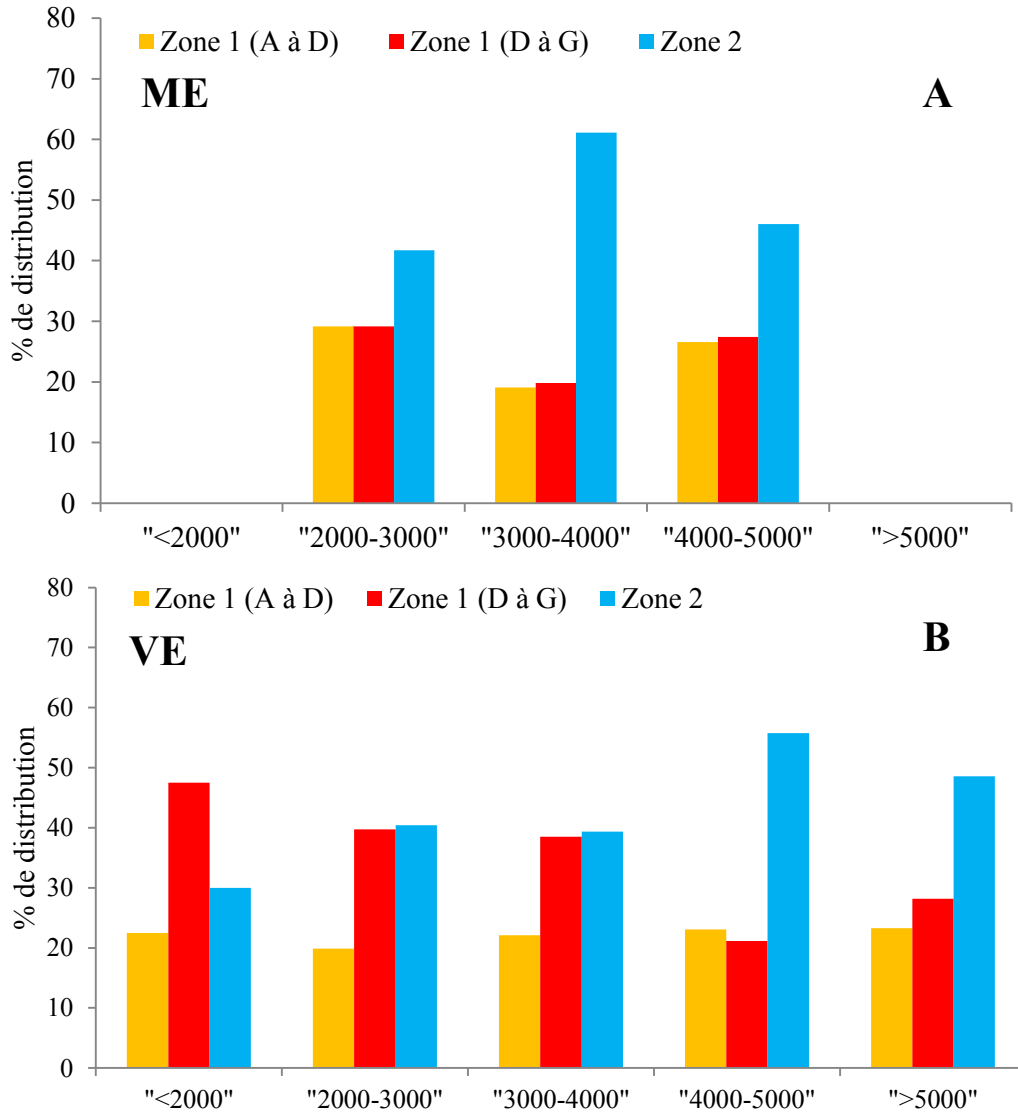 80
Zone 1 (A à D) Zone 1 (D à G) Zone 2
70
ME A
60
50
40
30
20
10
0
% de distribution
"<2000" "2000-3000" "3000-4000" "4000-5000" ">5000"
80
Zone 1 (A à D) Zone 1 (D à G) Zone 2
70
VE B
60
50
40
30
20
10
0
% de distribution
"<2000" "2000-3000" "3000-4000" "4000-5000" ">5000"